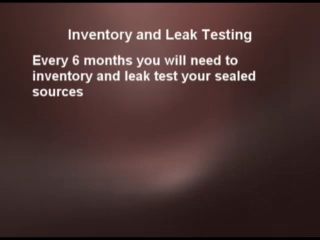 Inventory and Leak Testing
Every 6 months you will need to
inventory and leak test your sealed
sources